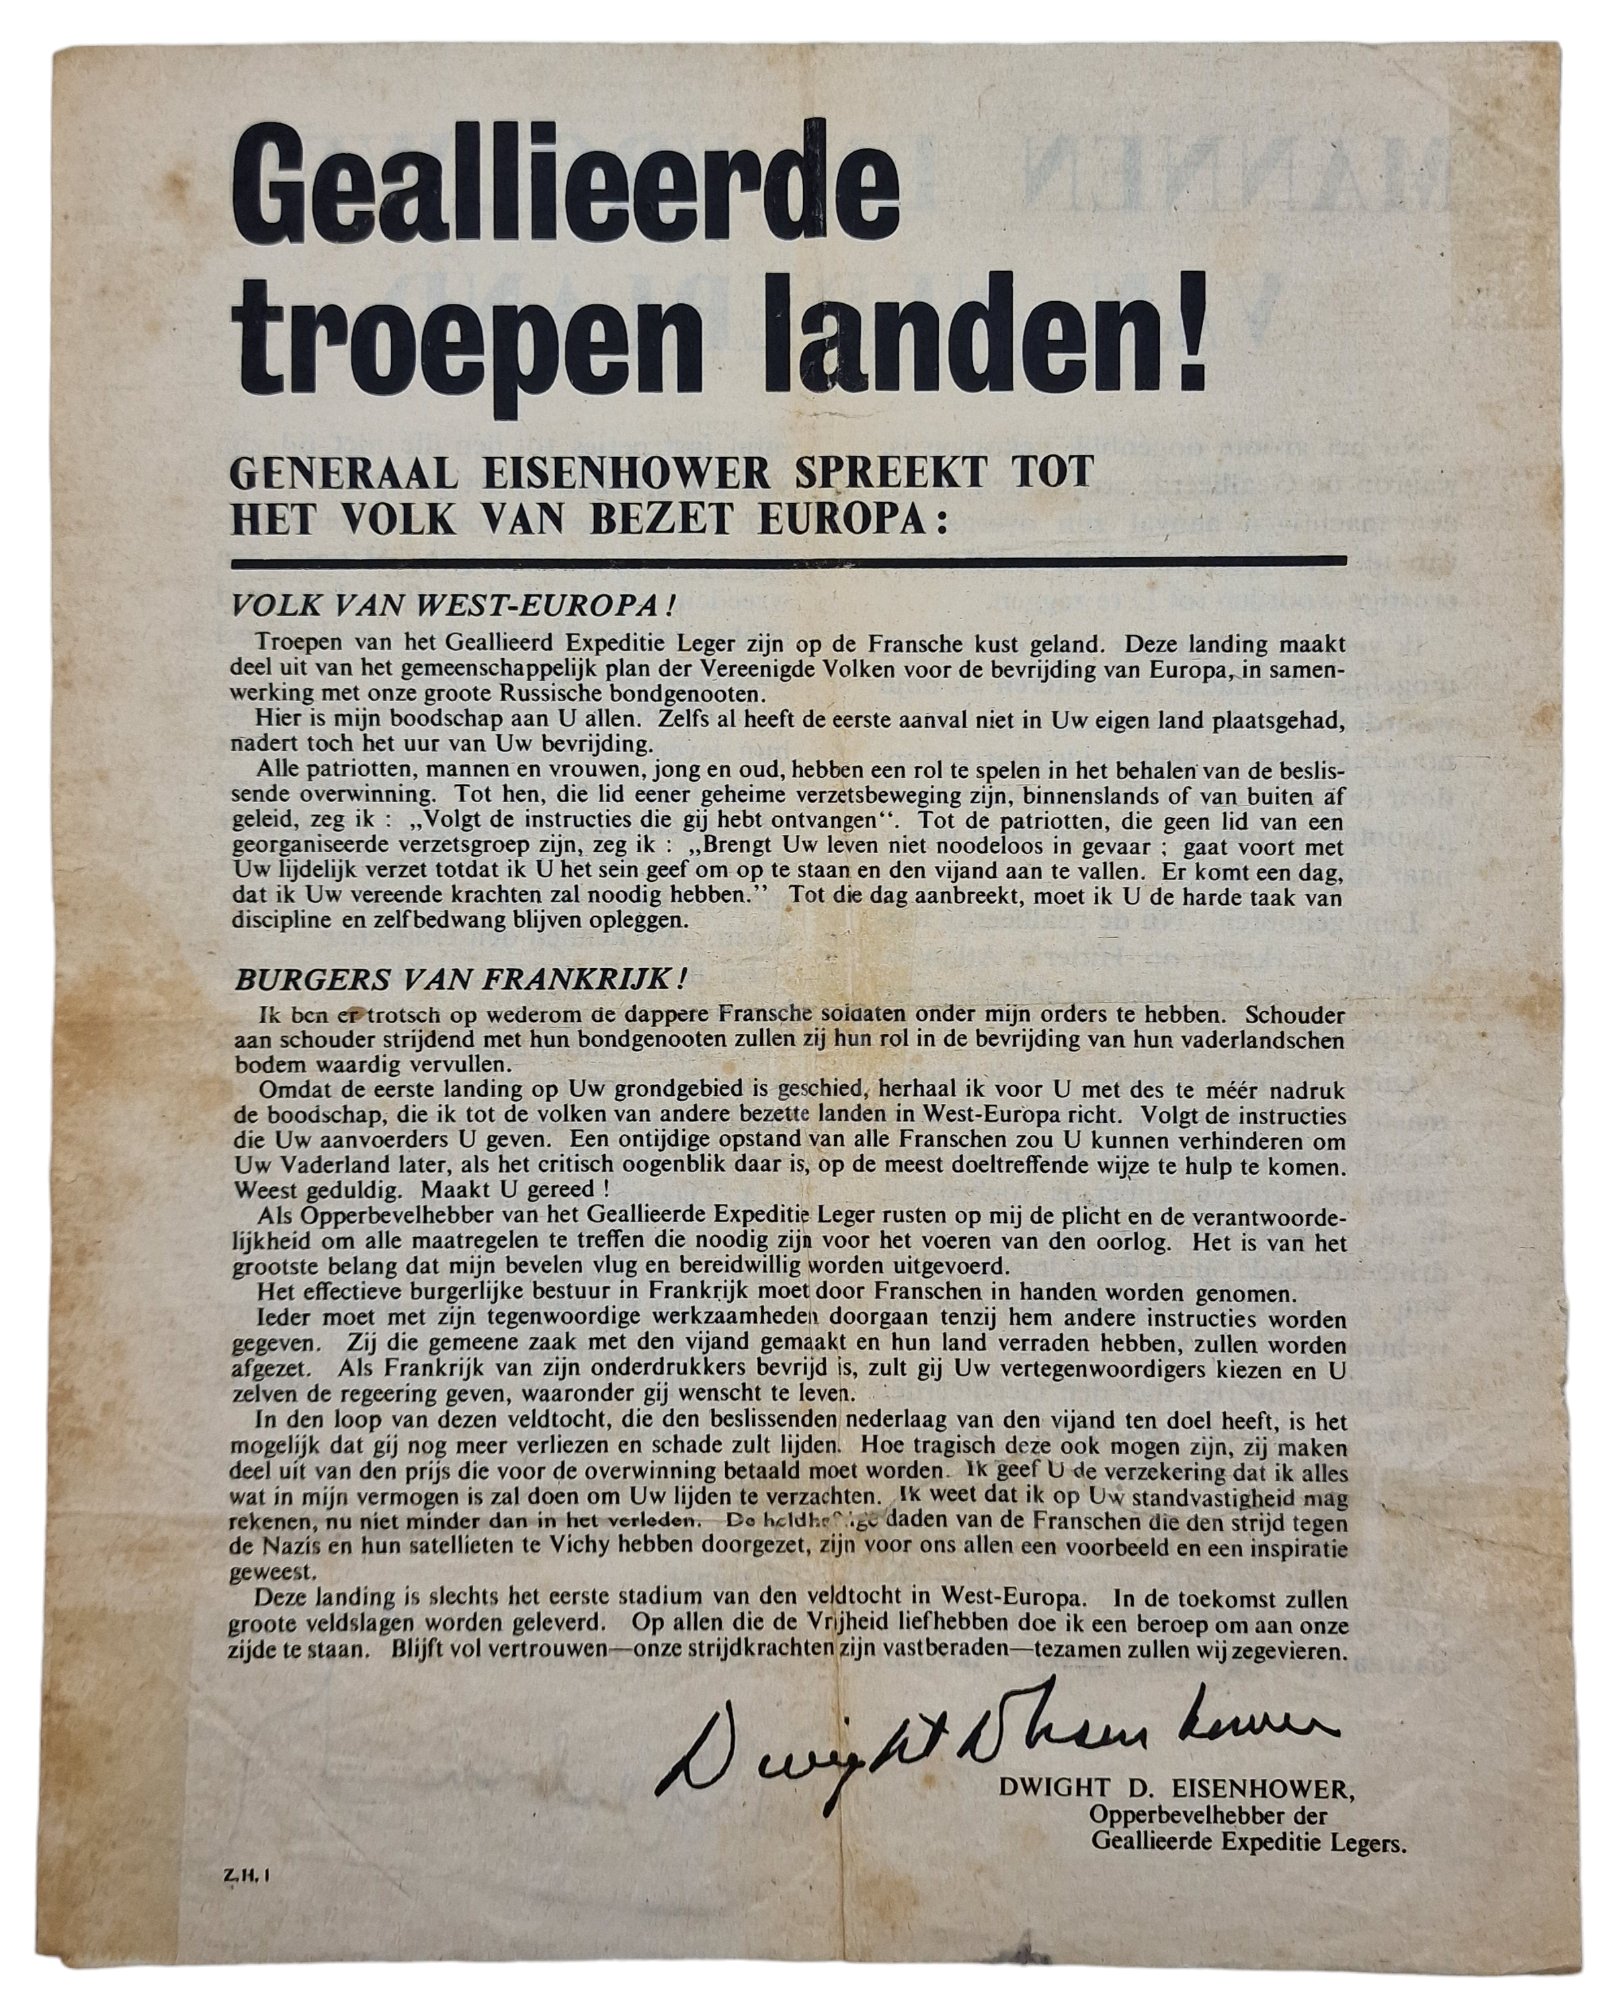 Geallieerde
troepen landen!
GENERAAL EISENHOWER SPREEKT TOT
HET VOLK VAN BEZET EUROPA :
VOLK VAN WEST-EUROPA !
Troepen van het Geallieerd Expeditie Leger zijn op de Fransche kust geland. Deze landing maakt
deel uit van het gemeenschappelijk plan der Vereenigde Volken voor de bevrijding van Europa, in samen-
werking met onze groote Russische bondgenooten.
Hier is mijn boodschap aan U allen. Zelfs al heeft de eerste aanval niet in Uw eigen land plaatsgehad,
nadert toch het uur van Uw bevrijding.
Alle patriotten, mannen en vrouwen, jong en oud, hebben een rol te spelen in het behalen van de beslis-
sende overwinning. Tot hen, die lid eener geheime verzetsbeweging zijn, binnenslands of van buiten af
geleid, zeg ik : „Volgt de instructies die gij hebt ontvangen“. Tot de patriotten, die geen lid van een
georganiseerde verzetsgroep zijn, zeg ik : „Brengt Uw leven niet noodeloos in gevaar ; gaat voort met
Uw lijdelijk verzet totdat ik U het sein geef om op te staan en den vijand aan te vallen. Er komt een dag,
dat ik Uw vereende krachten zal noodig hebben.” Tot die dag aanbreekt, moet ik U de harde taak van
discipline en zelfbedwang blijven opleggen.
BURGERS VAN FRANKRIJK !
Ik ben er trotsch op wederom de dappere Fransche soldaten onder mijn orders te hebben. Schouder
aan schouder strijdend met hun bondgenooten zullen zij hun rol in de bevrijding van hun vaderlandschen
bodem waardig vervullen.
Omdat de eerste landing op Uw grondgebied is geschied, herhaal ik voor U met des te méér nadruk
de boodschap, die ik tot de volken van andere bezette landen in West-Europa richt. Volgt de instructies
die Uw aanvoerders U geven. Een ontijdige opstand van alle Franschen zou U kunnen verhinderen om
Uw Vaderland later, als het critisch oogenblik daar is, op de meest doeltreffende wijze te hulp te komen.
Weest geduldig. Maakt U gereed !
Als Opperbevelhebber van het Geallieerde Expeditie Leger rusten op mij de plicht en de verantwoorde-
lijkheid om alle maatregelen te treffen die noodig zijn voor het voeren van den oorlog. Het is van het
grootste belang dat mijn bevelen vlug en bereidwillig worden uitgevoerd.
Het effectieve burgerlijke bestuur in Frankrijk moet door Franschen in handen worden genomen.
Ieder moet met zijn tegenwoordige werkzaamheden doorgaan tenzij hem andere instructies worden
gegeven. Zij die gemeene zaak met den vijand gemaakt en hun land verraden hebben, zullen worden
afgezet. Als Frankrijk van zijn onderdrukkers bevrijd is, zult gij Uw vertegenwoordigers kiezen en U
zelven de regeering geven, waaronder gij wenscht te leven.
In den loop van dezen veldtocht, die den beslissenden nederlaag van den vijand ten doel heeft, is het
mogelijk dat gij nog meer verliezen en schade zult lijden. Hoe tragisch deze ook mogen zijn, zij maken
deel uit van den prijs die voor de overwinning betaald moet worden. Ik geef U de verzekering dat ik alles
wat in mijn vermogen is zal doen om Uw lijden te verzachten. Ik weet dat ik op Uw standvastigheid mag
rekenen, nu niet minder dan in het verleden. De heldhaftige daden van de Franschen die den strijd tegen
de Nazis en hun satellieten te Vichy hebben doorgezet, zijn voor ons allen een voorbeeld en een inspiratie
geweest.
Deze landing is slechts het eerste stadium van den veldtocht in West-Europa. In de toekomst zullen
groote veldslagen worden geleverd. Op allen die de Vrijheid liefhebben doe ik een beroep om aan onze
zijde te staan. Blijft vol vertrouwen—onze strijdkrachten zijn vastberaden—tezamen zullen wij zegevieren.
Dwight D Eisenhower
DWIGHT D. EISENHOWER,
Opperbevelhebber der
Geallieerde Expeditie Legers.
Z.H. 1